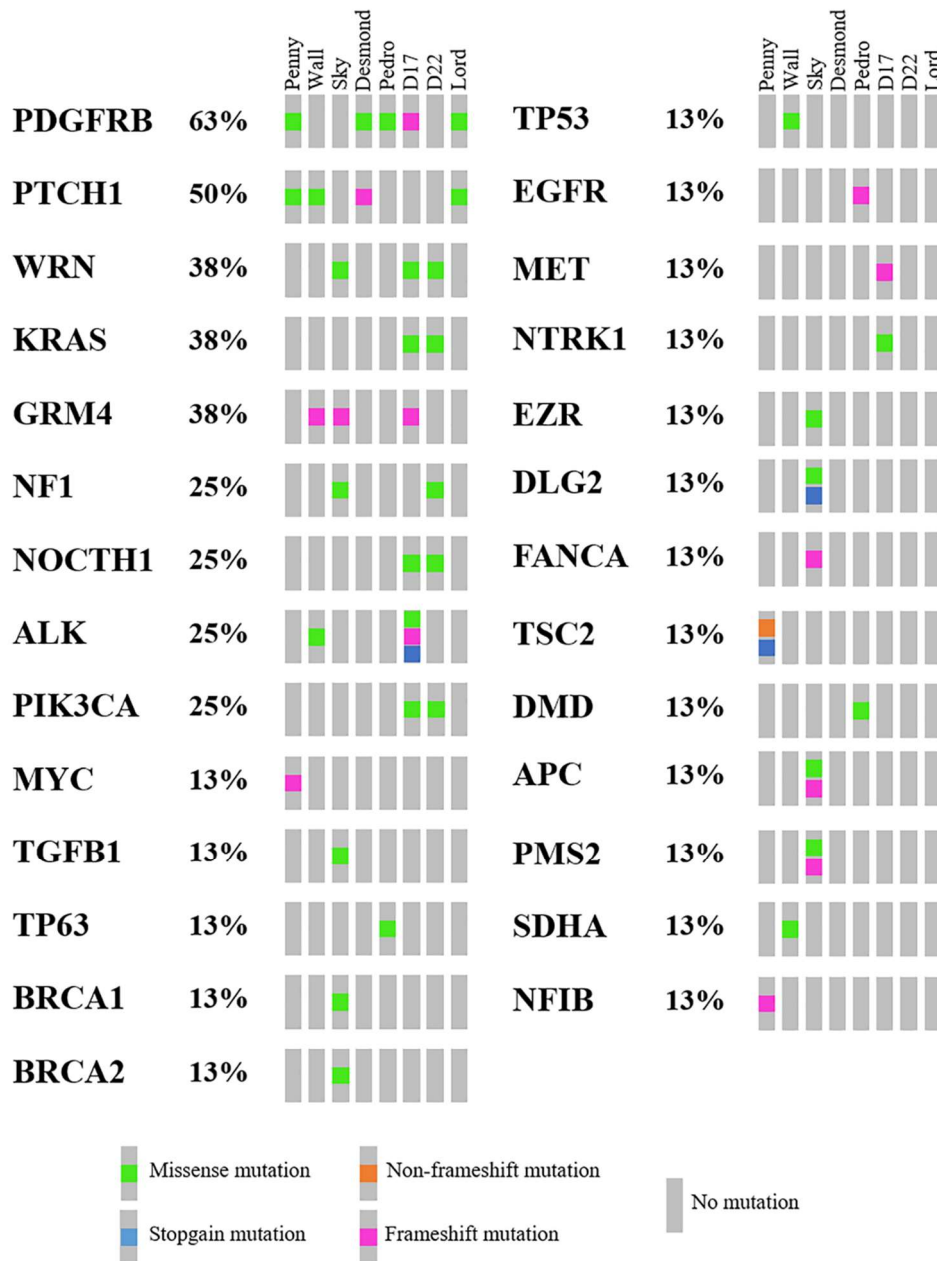 Penny Wall Sky Desmond Pedro D17 D22 Lord
PDGFRB 63%
PTCH1 50%
WRN 38%
KRAS 38%
GRM4 38%
NF1 25%
NOCTH1 25%
ALK 25%
PIK3CA 25%
MYC 13%
TGFB1 13%
TP63 13%
BRCA1 13%
BRCA2 13%
Penny Wall Sky Desmond Pedro D17 D22 Lord
TP53 13%
EGFR 13%
MET 13%
NTRK1 13%
EZR 13%
DLG2 13%
FANCA 13%
TSC2 13%
DMD 13%
APC 13%
PMS2 13%
SDHA 13%
NFIB 13%
Missense mutation
Non-frameshift mutation
No mutation
Stopgain mutation
Frameshift mutation